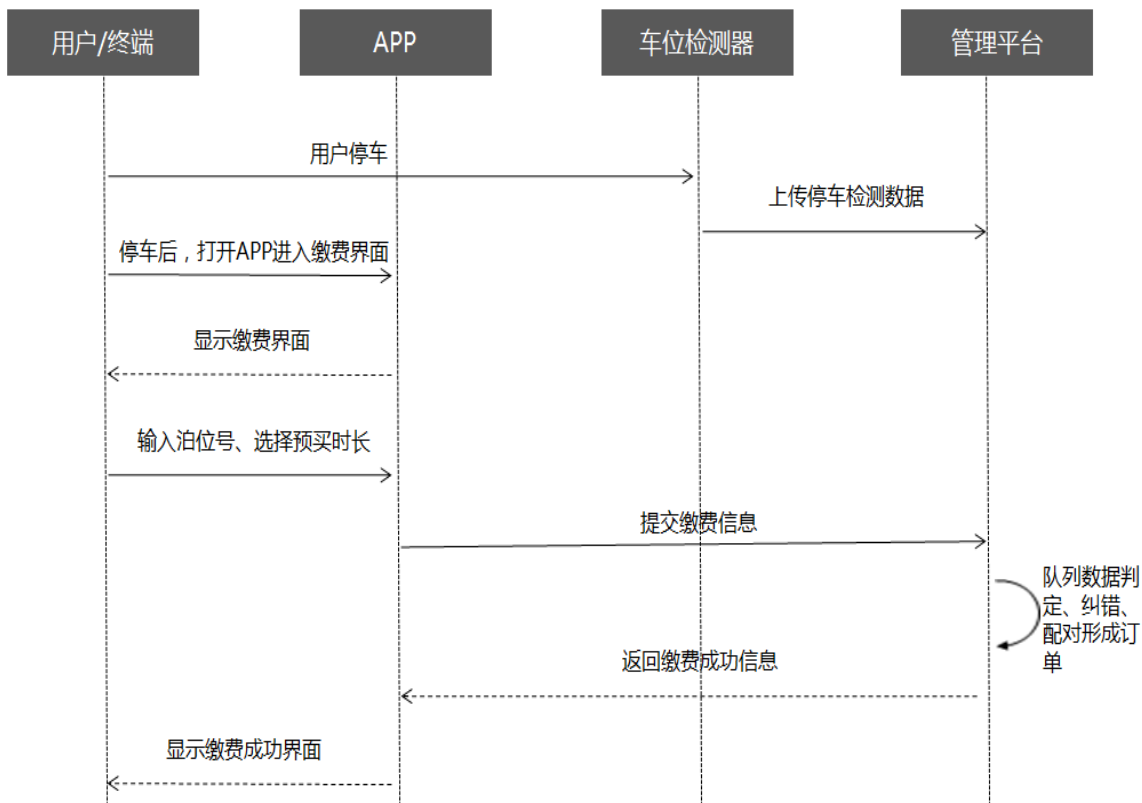 用户/终端
APP
车位检测器
管理平台
用户停车
上传停车检测数据
停车后，打开APP进入缴费界面
显示缴费界面
输入泊位号、选择预买时长
提交缴费信息
队列数据判
定、纠错、
配对形成订
单
返回缴费成功信息
显示缴费成功界面